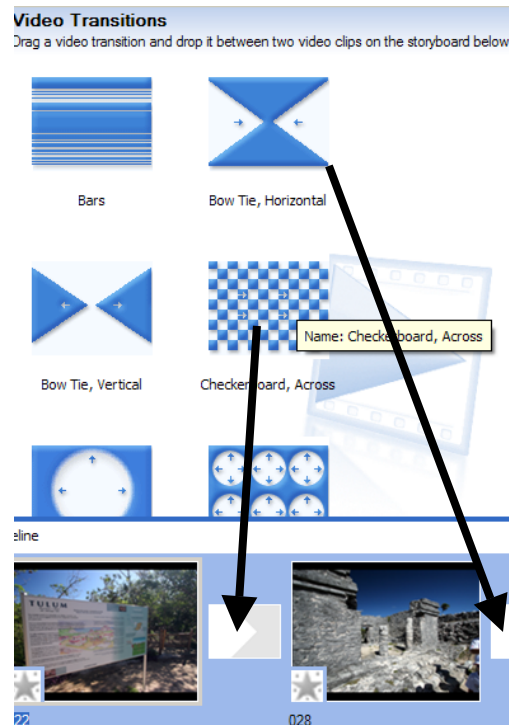 Video Transitions
Drag a video transition and drop it between two video clips on the storyboard below
Bars
Bow Tie, Horizontal
Name: Checkerboard, Across
Bow Tie, Vertical
Checkerboard, Across
eline
TULUM
22
028